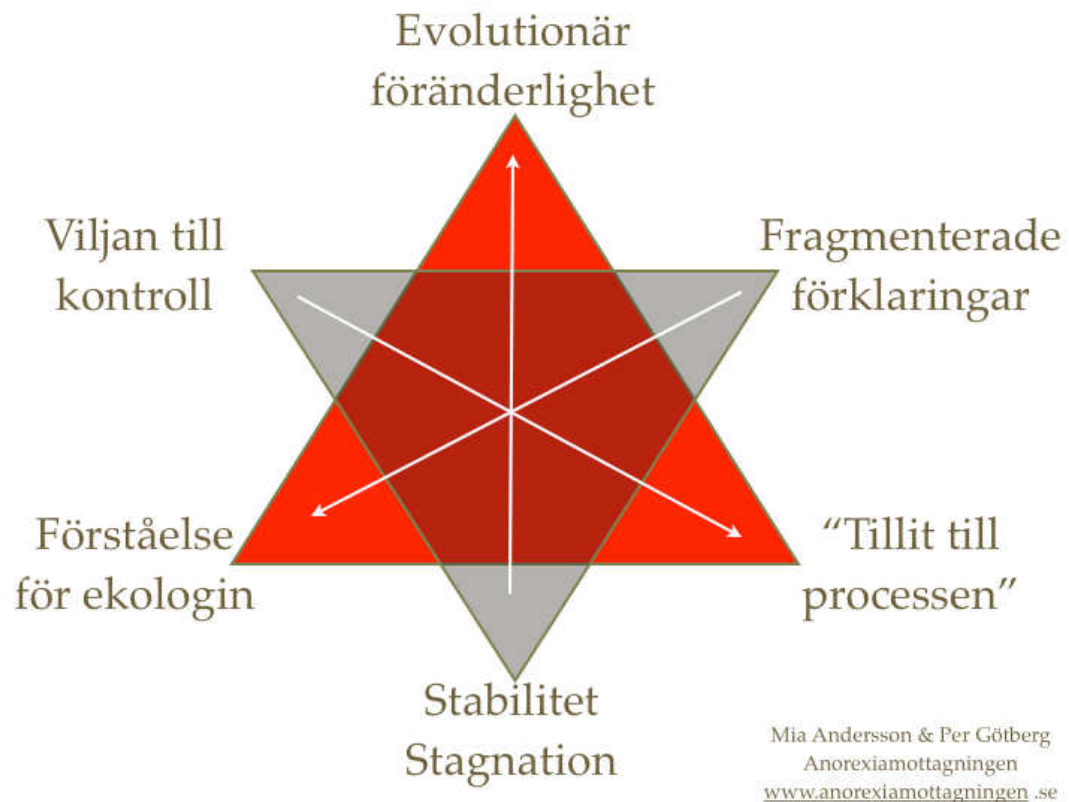 Evolutionär
föränderlighet
Viljan till
kontroll
Fragmenterade
förklaringar
Förståelse
för ekologin
“Tillit till
processen”
Stabilitet
Stagnation
Mia Andersson & Per Götberg
Anorexiamottagningen
www.anorexiamottagningen .se